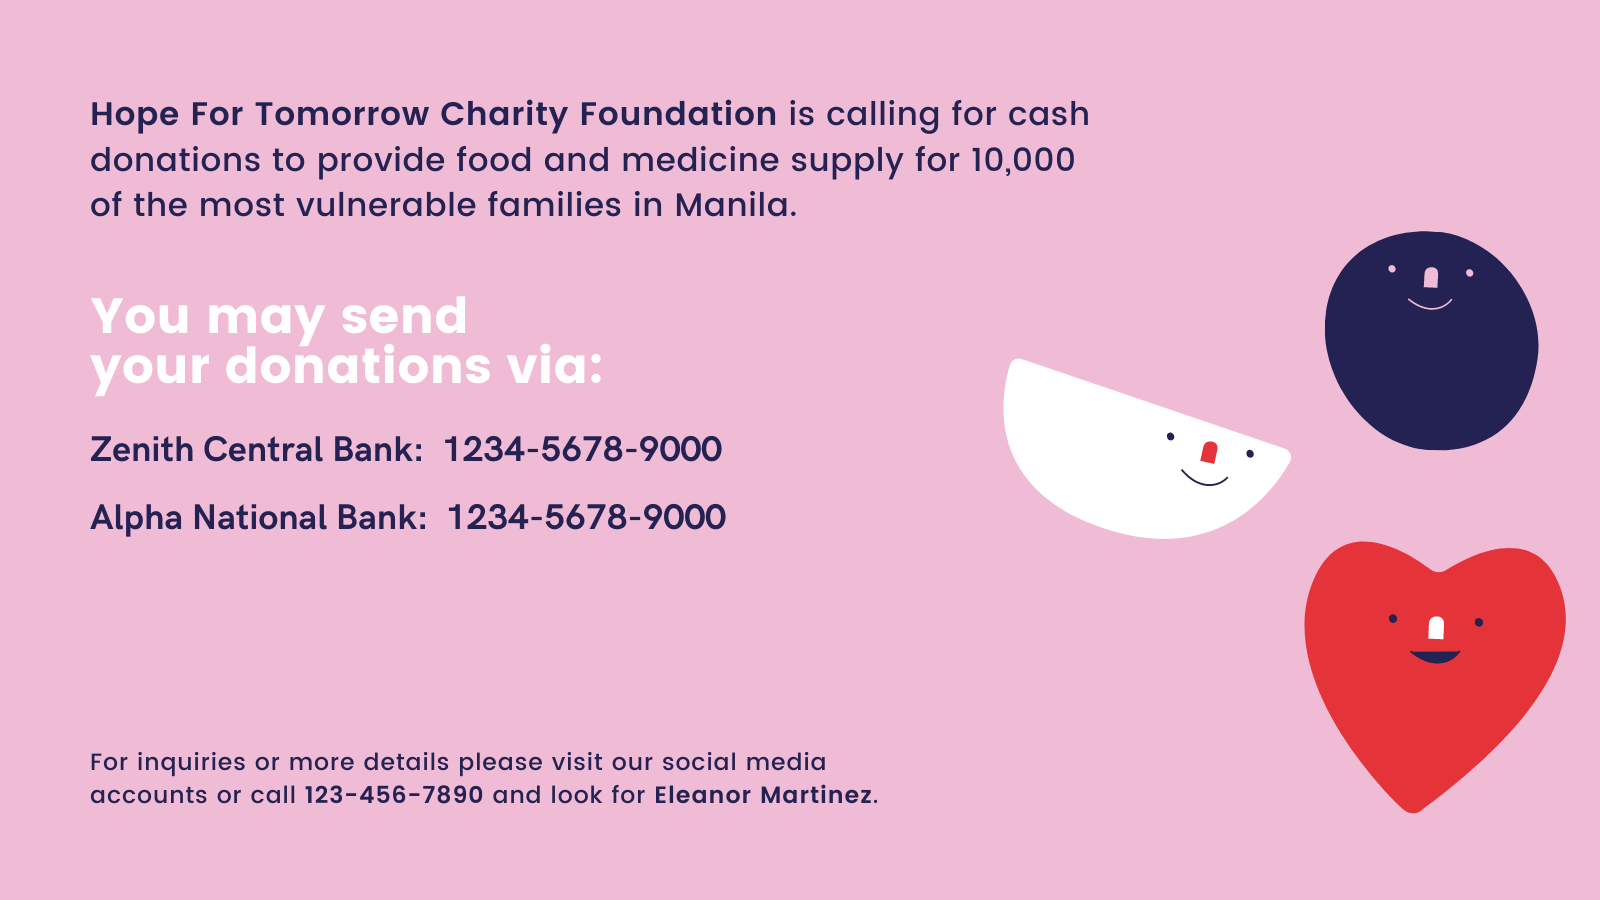 Hope For Tomorrow Charity Foundation is calling for cash
donations to provide food and medicine supply for 10,000
of the most vulnerable families in Manila.
You may send
your donations via:
Zenith Central Bank: 1234-5678-9000
Alpha National Bank: 1234-5678-9000
For inquiries or more details please visit our social media
accounts or call 123-456-7890 and look for Eleanor Martinez.